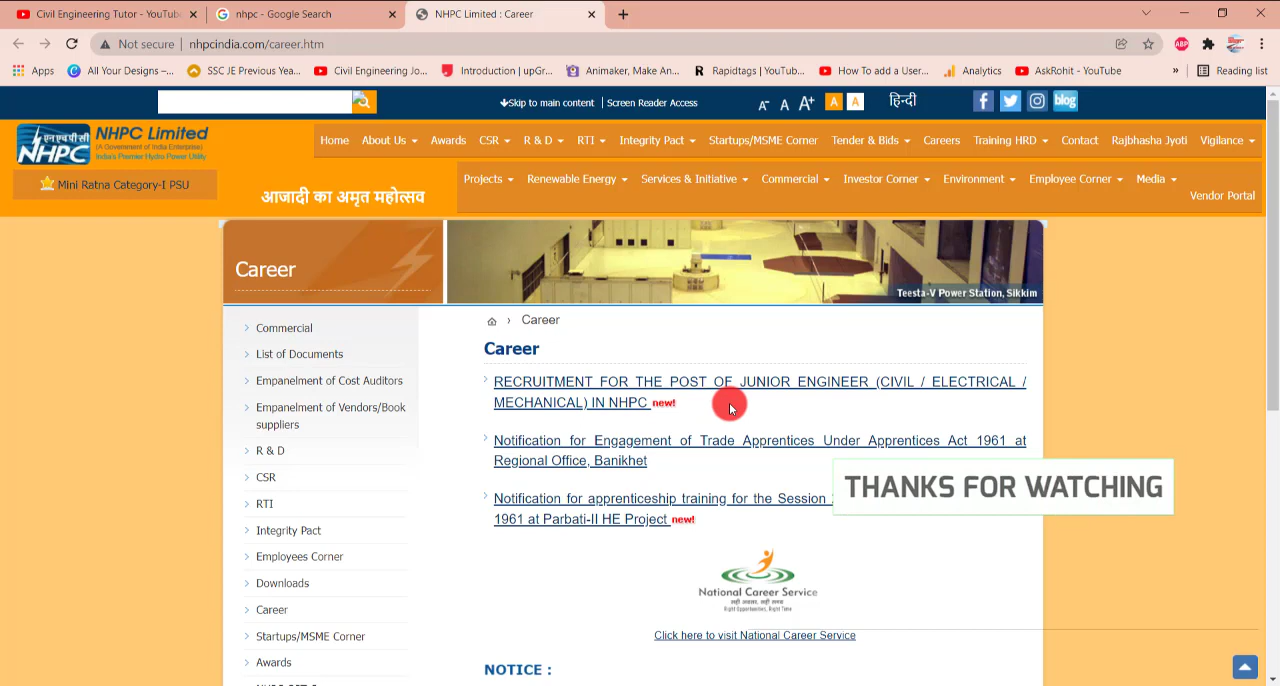 Civil Engineering Tutor - YouTube
nhpc - Google Search
NHPC Limited : Career
Not secure | nhpcindia.com/career.htm
ABP
Apps
All Your Designs –...
SSC JE Previous Yea...
Civil Engineering Jo...
Introduction | upGr...
Animaker, Make An...
Rapidtags | YouTub...
How To add a User...
Analytics
AskRohit - YouTube
»
Reading list
Skip to main content | Screen Reader Access
A- A A+ A A
हिन्दी
blog
एनएचपीसी
NHPC
NHPC Limited
(A Government of India Enterprise)
India's Premier Hydro Power Utility
Mini Ratna Category-I PSU
आजादी का अमृत महोत्सव
Home About Us Awards CSR R & D RTI Integrity Pact Startups/MSME Corner Tender & Bids Careers Training HRD Contact Rajbhasha Jyoti Vigilance
Projects Renewable Energy Services & Initiative Commercial Investor Corner Environment Employee Corner Media
Vendor Portal
Career
Teesta-V Power Station, Sikkim
Commercial
List of Documents
Empanelment of Cost Auditors
Empanelment of Vendors/Book
suppliers
R & D
CSR
RTI
Integrity Pact
Employees Corner
Downloads
Career
Startups/MSME Corner
Awards
› Career
Career
RECRUITMENT FOR THE POST OF JUNIOR ENGINEER (CIVIL / ELECTRICAL /
MECHANICAL) IN NHPC new!
Notification for Engagement of Trade Apprentices Under Apprentices Act 1961 at
Regional Office, Banikhet
Notification for apprenticeship training for the Session
1961 at Parbati-II HE Project new!
THANKS FOR WATCHING
National Career Service
Right Opportunities, Right Time
Click here to visit National Career Service
NOTICE :